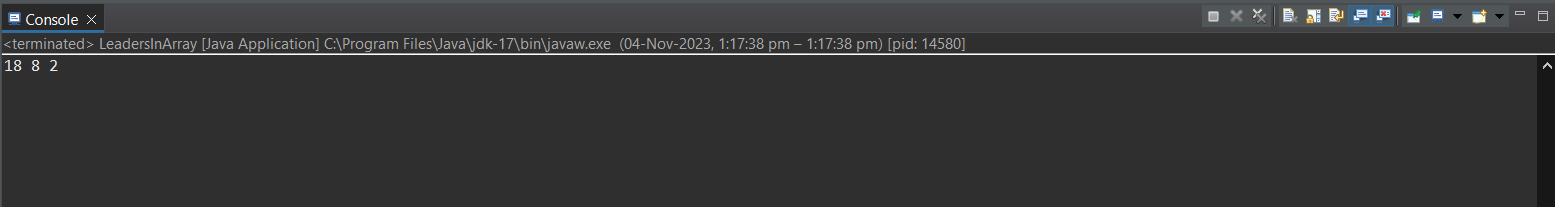 Console
<terminated> LeadersInArray [Java Application] C:\Program Files\Java\jdk-17\bin\javaw.exe (04-Nov-2023, 1:17:38 pm – 1:17:38 pm) [pid: 14580]
18 8 2